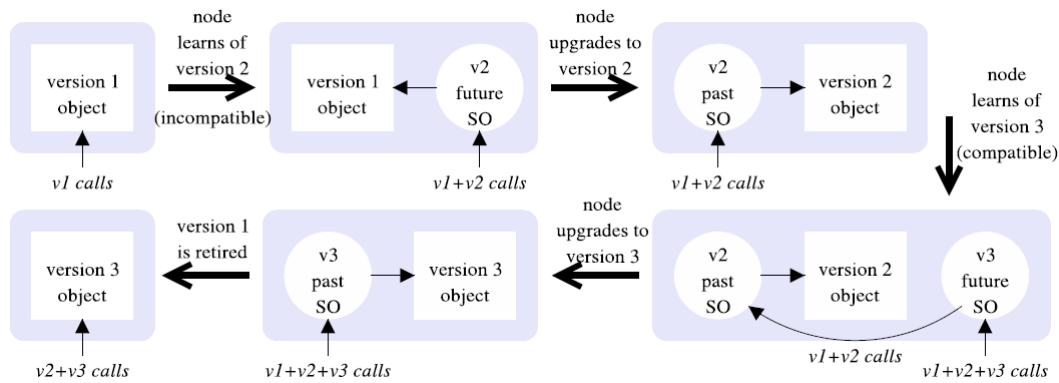 version 1
object
v1 calls
node
learns of
version 2
(incompatible)
version 1
object
v2
future
SO
v1+v2 calls
node
upgrades to
version 2
v2
past
SO
version 2
object
v1+v2 calls
node
learns of
version 3
(compatible)
version 3
object
v2+v3 calls
version 1
is retired
v3
past
SO
version 3
object
v1+v2+v3 calls
node
upgrades to
version 3
v2
past
SO
version 2
object
v3
future
SO
v1+v2 calls
v1+v2+v3 calls